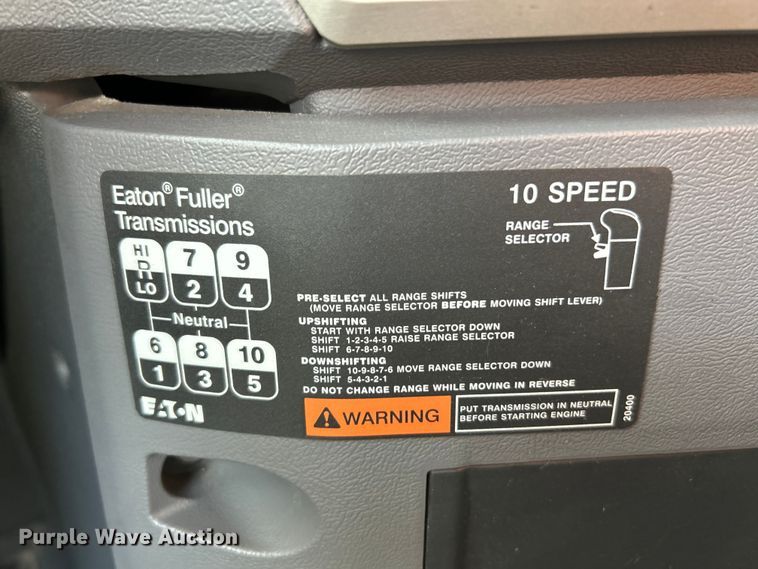 Eaton® Fuller®
Transmissions
10 SPEED
RANGE
SELECTOR
HI
R
LO
7
2
9
4
Neutral
6
1
8
3
10
5
PRE-SELECT ALL RANGE SHIFTS
(MOVE RANGE SELECTOR BEFORE MOVING SHIFT LEVER)
UPSHIFTING
START WITH RANGE SELECTOR DOWN
SHIFT 1-2-3-4-5 RAISE RANGE SELECTOR
SHIFT 6-7-8-9-10
DOWNSHIFTING
SHIFT 10-9-8-7-6 MOVE RANGE SELECTOR DOWN
SHIFT 5-4-3-2-1
DO NOT CHANGE RANGE WHILE MOVING IN REVERSE
EATON
WARNING
PUT TRANSMISSION IN NEUTRAL
BEFORE STARTING ENGINE
20400
Purple Wave Auction